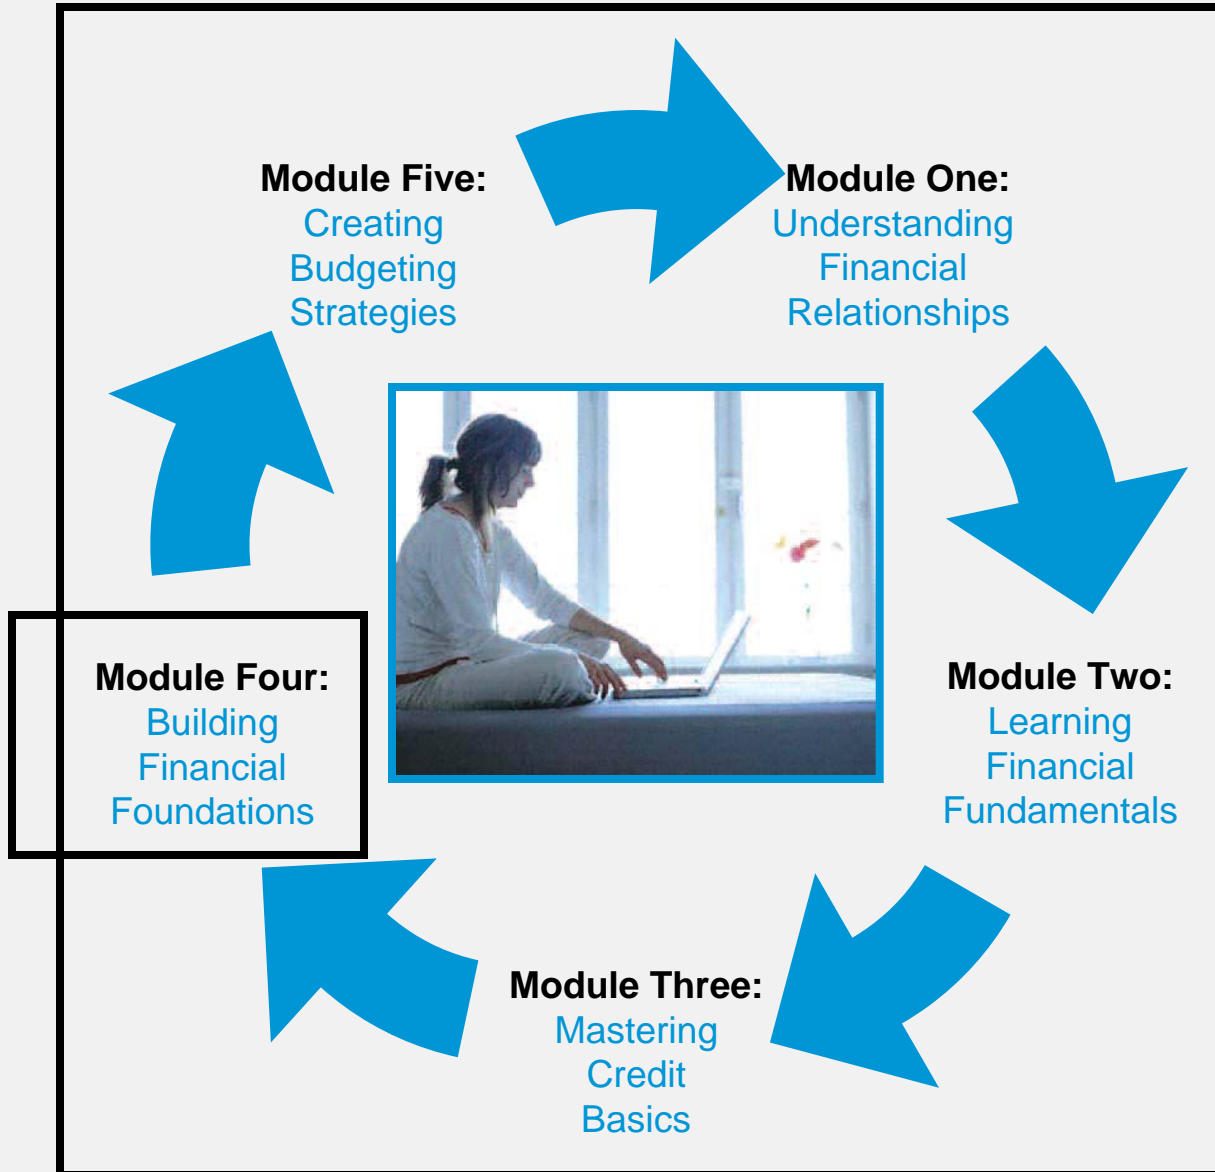 Module One:
Understanding
Financial
Relationships
Module Two:
Learning
Financial
Fundamentals
Module Three:
Mastering
Credit
Basics
Module Four:
Building
Financial
Foundations
Module Five:
Creating
Budgeting
Strategies